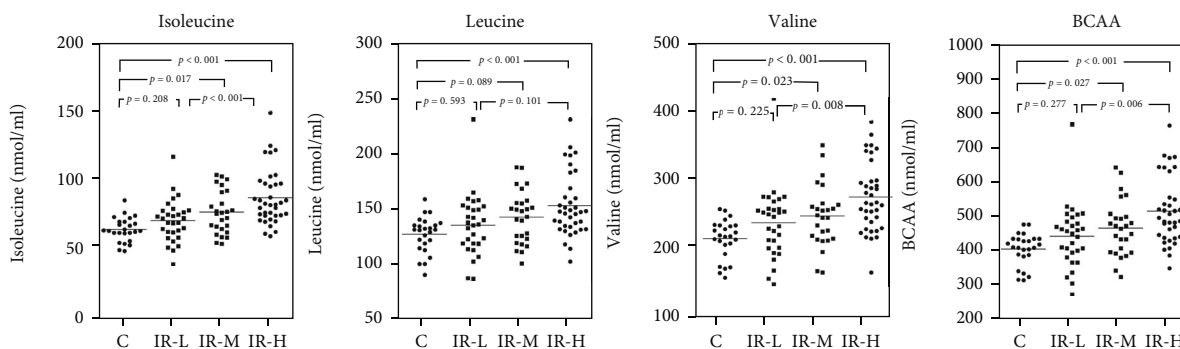 Isoleucine
Isoleucine (nmol/ml)
200
150
100
50
0
p < 0.001
p = 0.017
p = 0.208
p < 0.001
C IR-L IR-M IR-H
Leucine
Leucine (nmol/ml)
300
250
200
150
100
50
p < 0.001
p = 0.089
p = 0.593
p = 0.101
C IR-L IR-M IR-H
Valine
Valine (nmol/ml)
500
400
300
200
100
p < 0.001
p = 0.023
p = 0.225
p = 0.008
C IR-L IR-M IR-H
BCAA
BCAA (nmol/ml)
1000
900
800
700
600
500
400
300
200
p < 0.001
p = 0.027
p = 0.277
p = 0.006
C IR-L IR-M IR-H